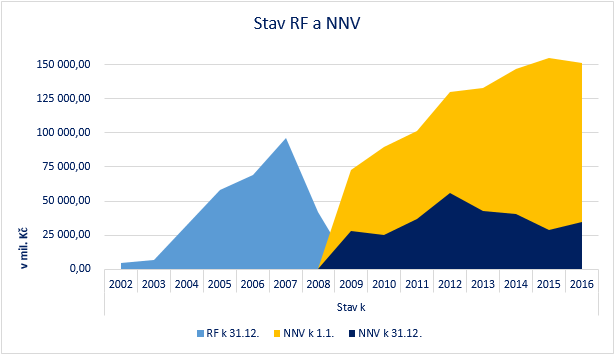 Stav RF a NNV
v mil. Kč
150 000,00
125 000,00
100 000,00
75 000,00
50 000,00
25 000,00
0,00
2002 2003 2004 2005 2006 2007 2008 2009 2010 2011 2012 2013 2014 2015 2016
Stav k
RF k 31.12. NNV k 1.1. NNV k 31.12.